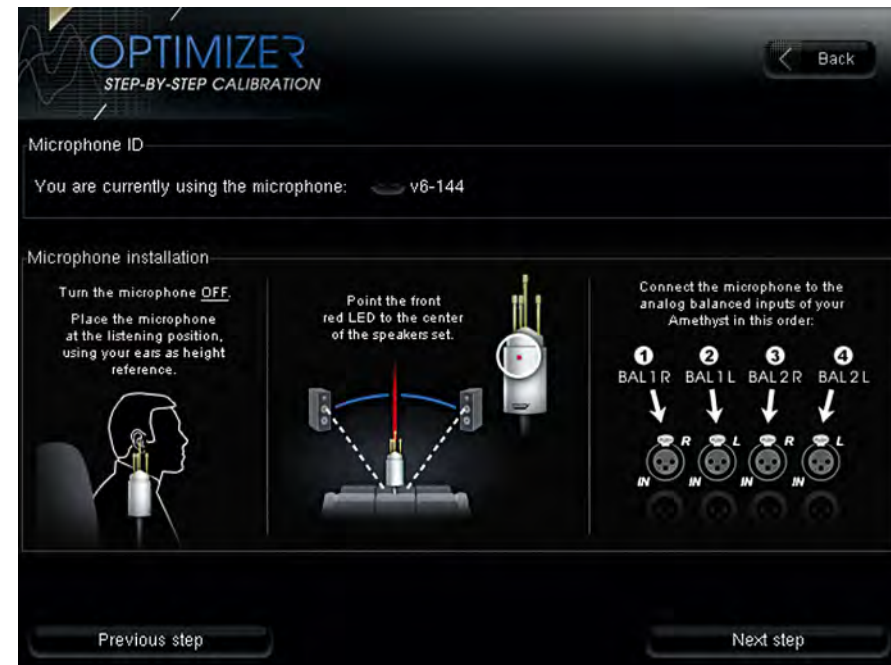 OPTIMIZER
STEP-BY-STEP CALIBRATION
Back
Microphone ID
You are currently using the microphone: v6-144
Microphone installation
Turn the microphone OFF.
Place the microphone
at the listening position,
using your ears as height
reference.
Point the front
red LED to the center
of the speakers set.
Connect the microphone to the
analog balanced inputs of your
Amethyst in this order:
1 2 3 4
BAL1R BAL1L BAL2R BAL2L
R L R L
IN IN IN IN
Previous step
Next step